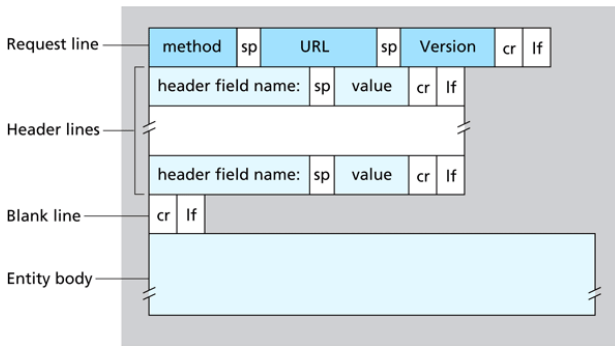 Request line method sp URL sp Version cr lf
header field name: sp value cr lf
Header lines
header field name: sp value cr lf
Blank line cr lf
Entity body